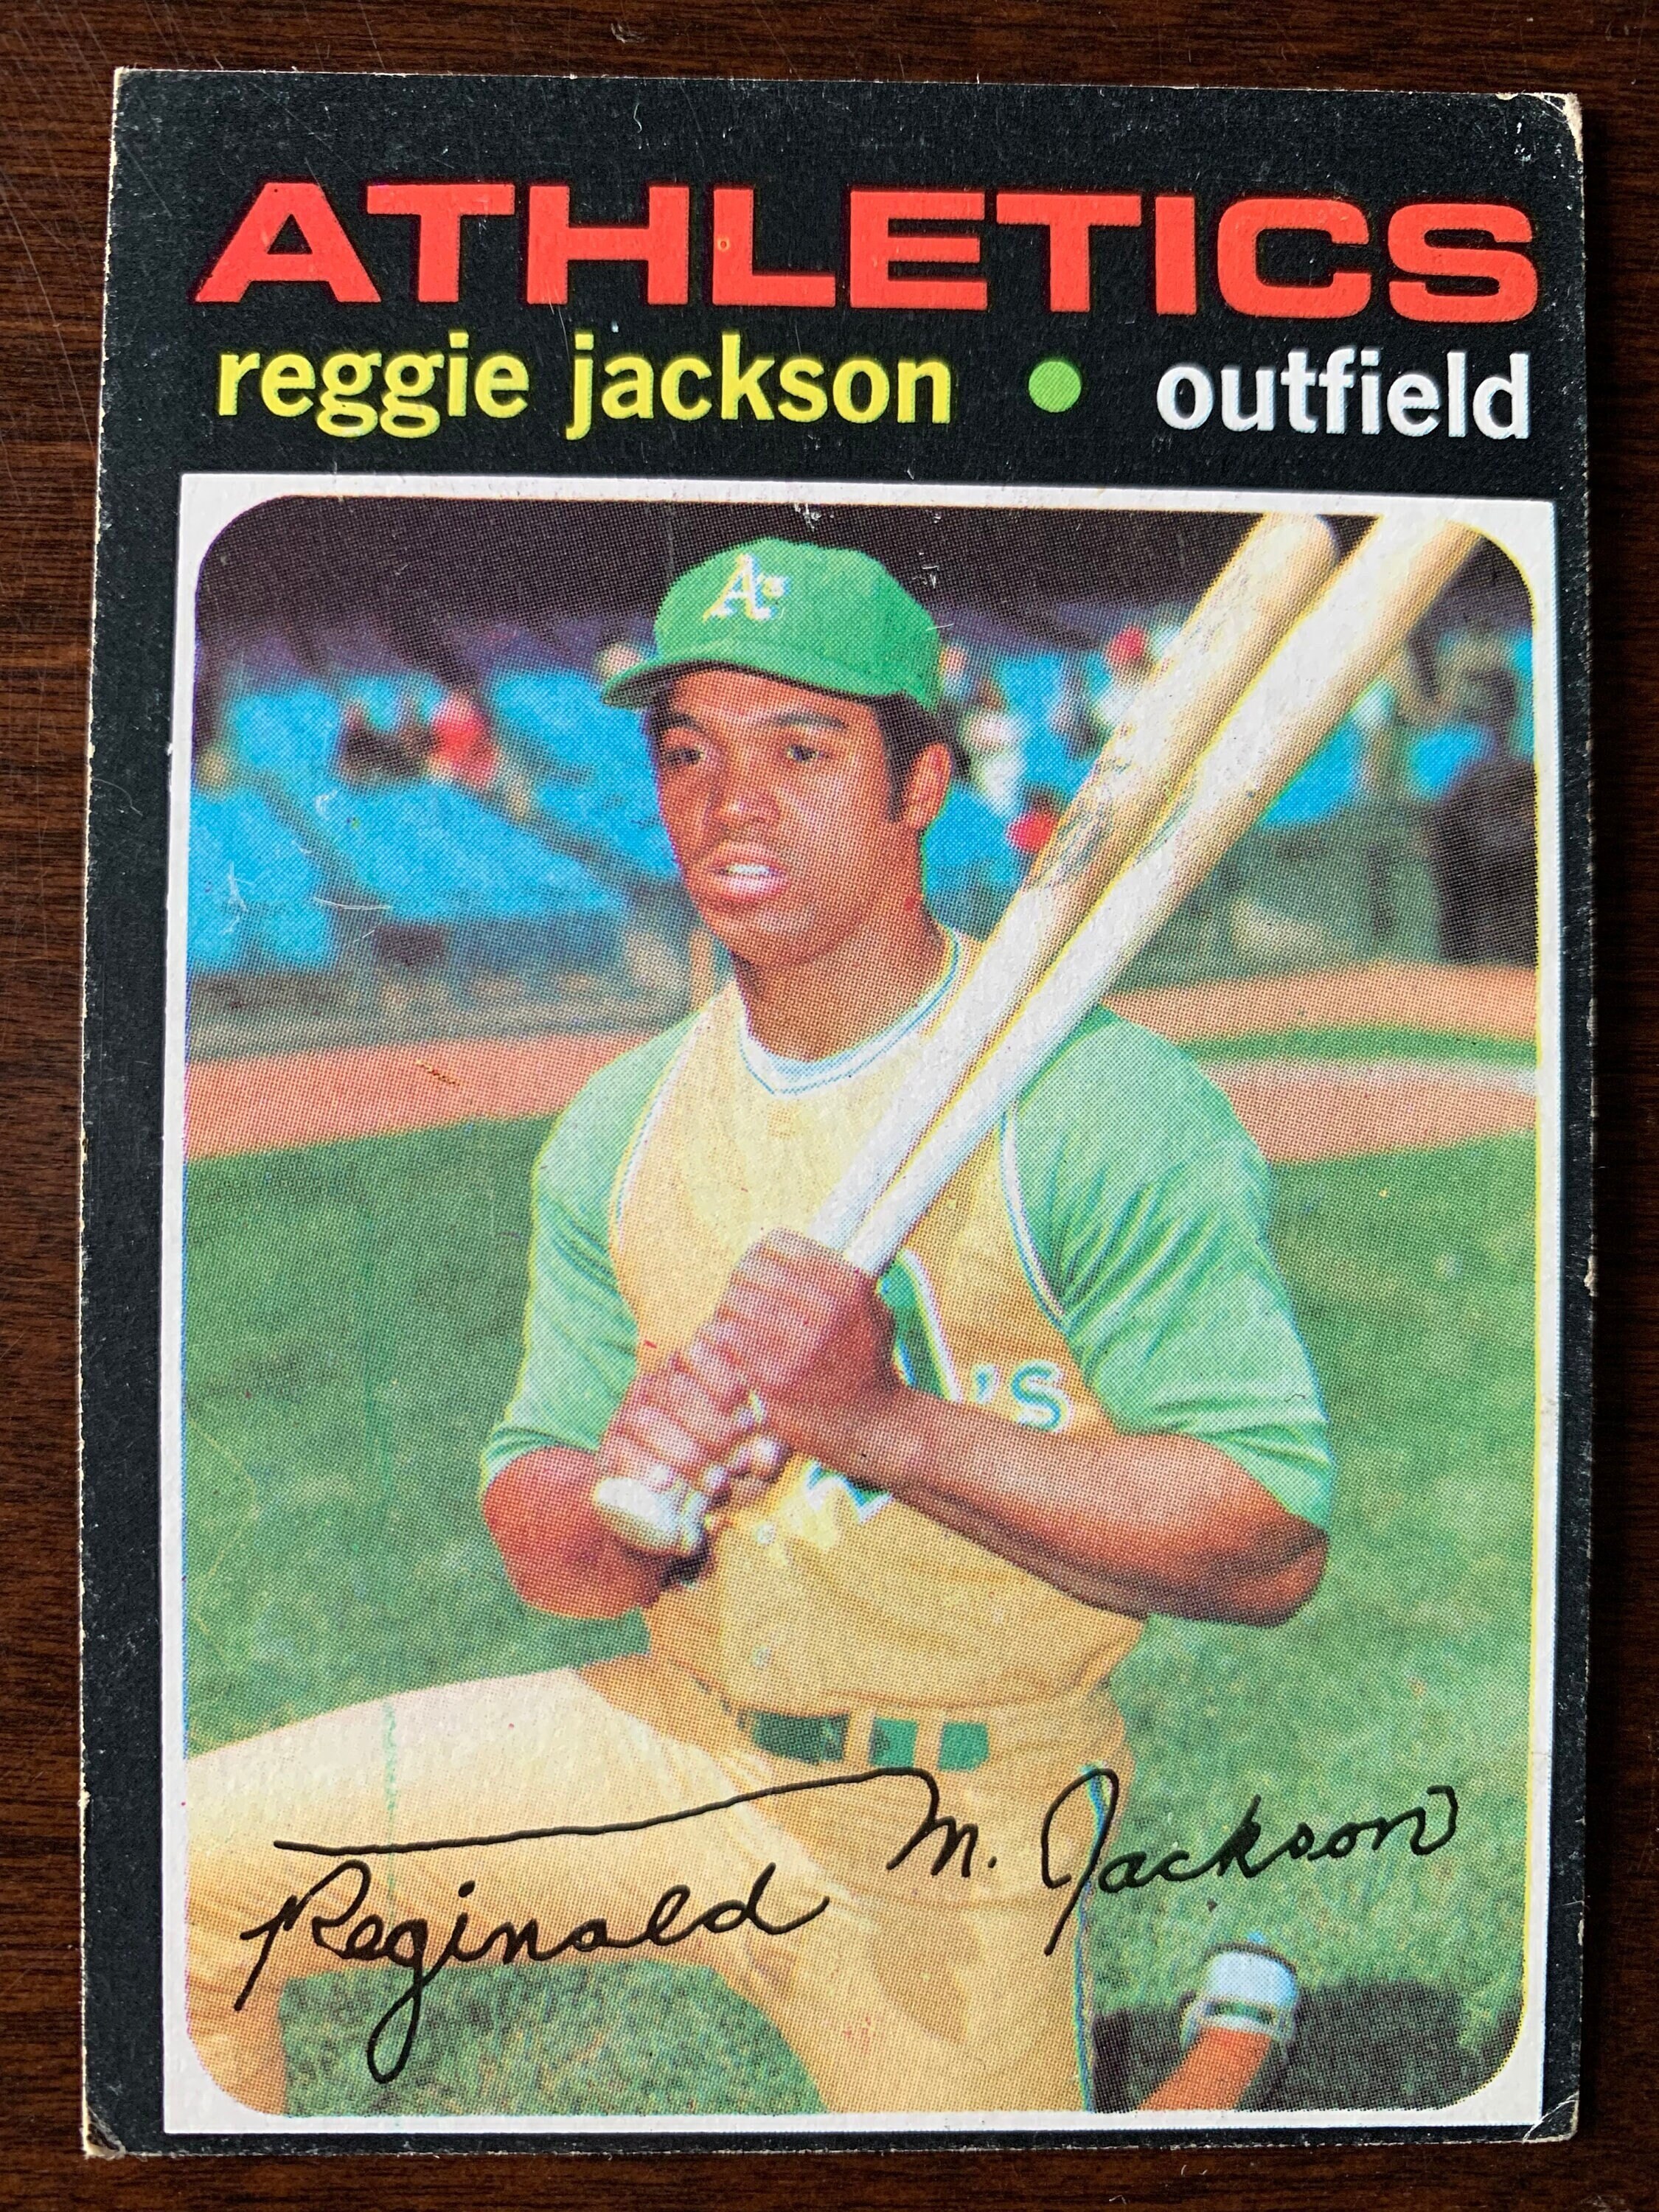 ATHLETICS
reggie jackson • outfield
A's
's
Reginald M. Jackson